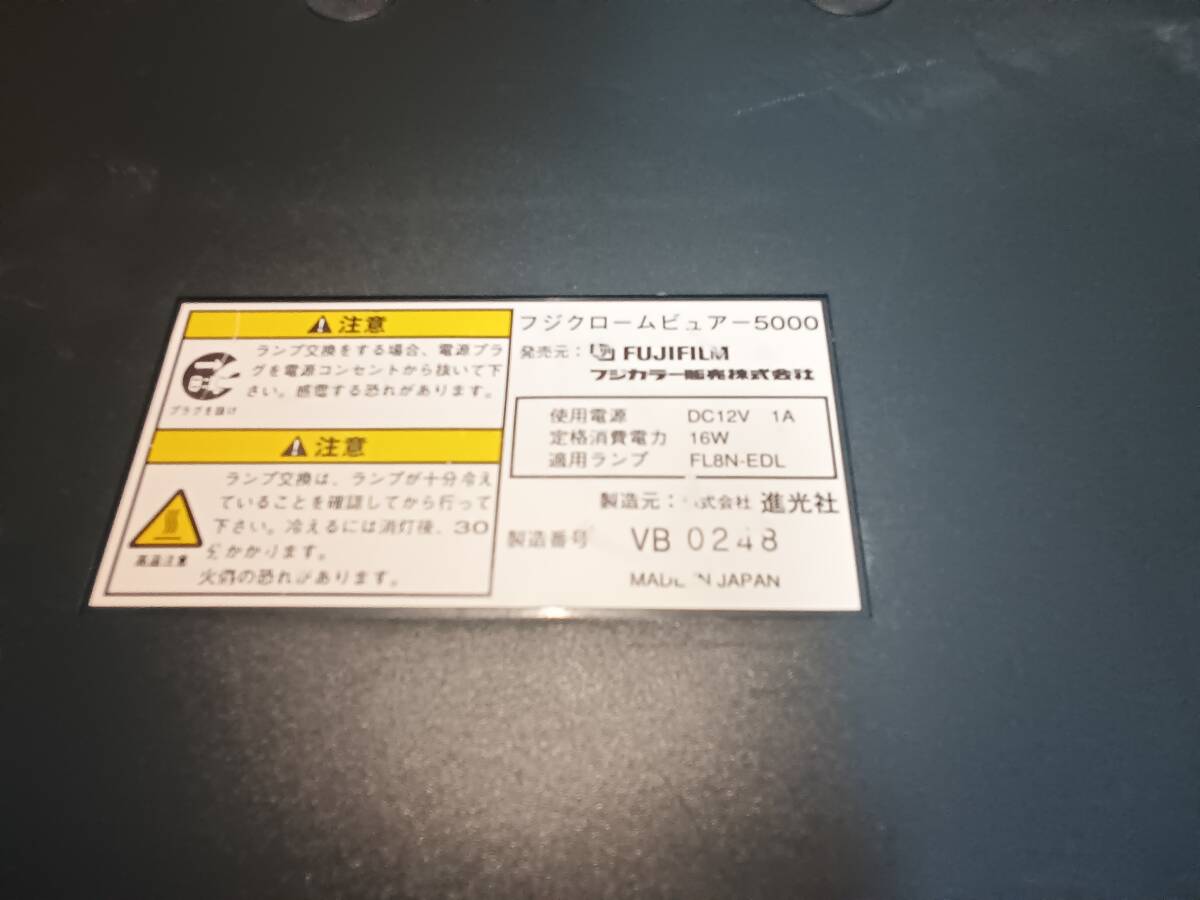 注意
ランプ交換をする場合、電源プラ
グを電源コンセントから抜いて下
さい。感電する恐れがあります。
プラグを抜け
注意
ランプ交換は、ランプが十分冷え
ていることを確認してから行って
下さい。冷えるには消灯後、30
分かかります。
火傷の恐れがあります。
高温注意
フジクロームビュアー5000
発売元：FUJIFILM
フジカラー販売株式会社
使用電源 DC12V 1A
定格消費電力 16W
適用ランプ FL8N-EDL
製造元：株式会社 進光社
製造番号 VB 0248
MADE IN JAPAN